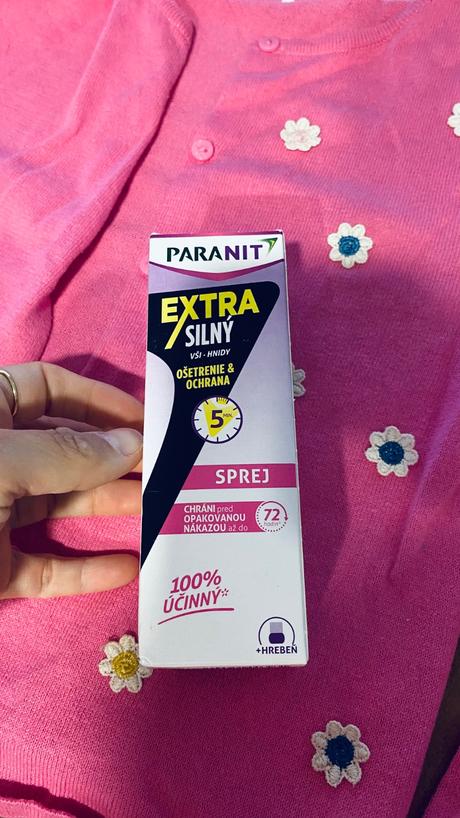 PARANIT
EXTRA
SILNÝ
VŠI - HNIDY
OŠETRENIE &
OCHRANA
5 MIN.
SPREJ
CHRÁNI pred
OPAKOVANOU
NÁKAZOU až do
72
hodín*
100%
ÚČINNÝ**
+HREBEŇ